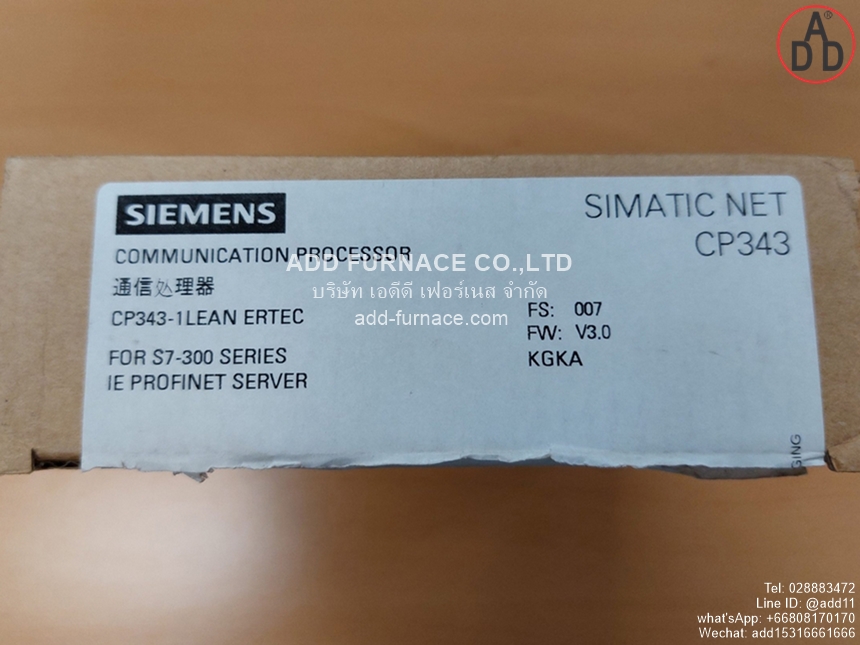 ADD®
SIEMENS
SIMATIC NET
CP343
COMMUNICATION PROCESSOR
通信处理器
CP343-1LEAN ERTEC
FOR S7-300 SERIES
IE PROFINET SERVER
FS: 007
FW: V3.0
KGKA
GING
ADD FURNACE CO.,LTD
บริษัท เอดีดี เฟอร์เนส จำกัด
add-furnace.com
Tel: 028883472
Line ID: @add11
what'sApp: +66808170170
Wechat: add15316661666